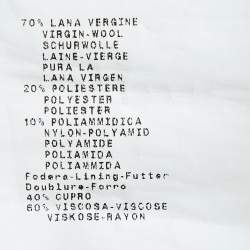 70% LANA VERGINE
VIRGIN-WOOL
SCHURWOLLE
LAINE-VIERGE
PURA LA
LANA VIRGEN
20% POLIESTERE
POLYESTER
POLIESTER
10% POLIAMMIDICA
NYLON-POLYAMID
POLYAMIDE
POLIAMIDA
POLIAMMIDA
Fodera-Lining-Futter
Doublure-Forro
40% CUPRO
60% VISCOSA-VISCOSE
VISKOSE-RAYON